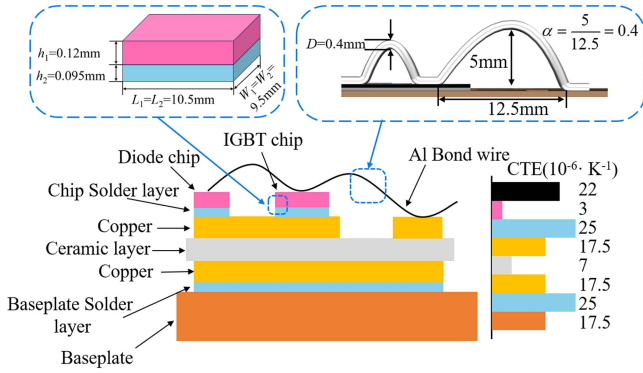 h₁=0.12mm
h₂=0.095mm
L₁=L₂=10.5mm
W₁=W₂=
9.5mm
D=0.4mm
5mm
12.5mm
α = 5/12.5 = 0.4
IGBT chip
Diode chip
Chip Solder layer
Copper
Ceramic layer
Copper
Baseplate Solder
layer
Baseplate
Al Bond wire
CTE(10⁻⁶· K⁻¹)
22
3
25
17.5
7
17.5
25
17.5